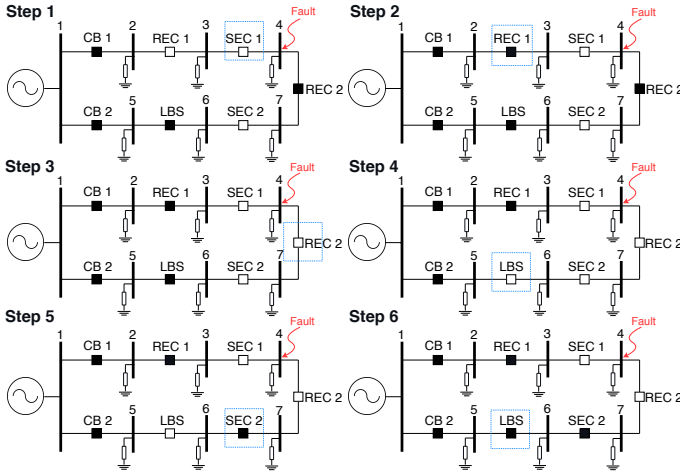 Step 1
Fault
1
CB 1
2
REC 1
3
SEC 1
4
REC 2
CB 2
5
LBS
6
SEC 2
7
Step 2
Fault
1
CB 1
2
REC 1
3
SEC 1
4
REC 2
CB 2
5
LBS
6
SEC 2
7
Step 3
Fault
1
CB 1
2
REC 1
3
SEC 1
4
REC 2
CB 2
5
LBS
6
SEC 2
7
Step 4
Fault
1
CB 1
2
REC 1
3
SEC 1
4
REC 2
CB 2
5
LBS
6
SEC 2
7
Step 5
Fault
1
CB 1
2
REC 1
3
SEC 1
4
REC 2
CB 2
5
LBS
6
SEC 2
7
Step 6
Fault
1
CB 1
2
REC 1
3
SEC 1
4
REC 2
CB 2
5
LBS
6
SEC 2
7